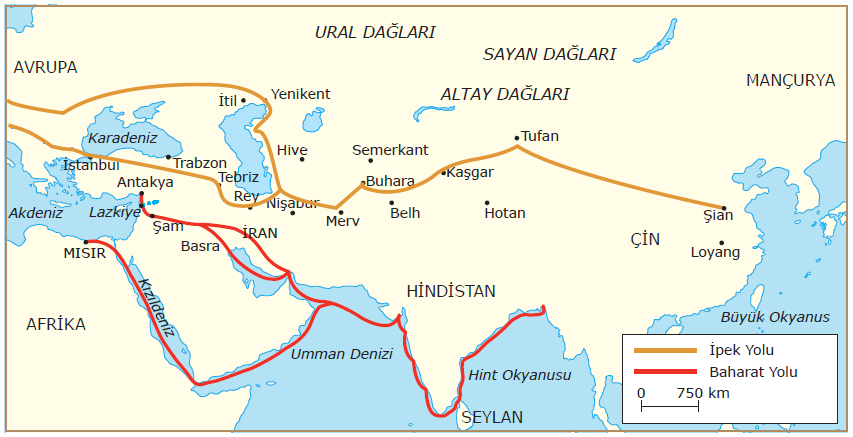 URAL DAĞLARI
SAYAN DAĞLARI
AVRUPA
MANÇURYA
ALTAY DAĞLARI
İtil
Yenikent
Karadeniz
Tufan
Hive
Semerkant
İstanbul
Trabzon
Kaşgar
Tebriz
Buhara
Antakya
Rey
Nişabur
Merv
Belh
Hotan
Akdeniz
Lazkiye
Şian
Şam
İRAN
ÇİN
Basra
MISIR
Loyang
Kızıldeniz
HİNDİSTAN
AFRİKA
Büyük Okyanus
Umman Denizi
İpek Yolu
Hint Okyanusu
Baharat Yolu
0 750 km
SEYLAN